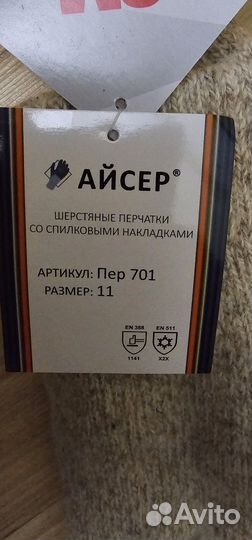 АЙСЕР®
ШЕРСТЯНЫЕ ПЕРЧАТКИ
СО СПИЛКОВЫМИ НАКЛАДКАМИ
АРТИКУЛ: Пер 701
РАЗМЕР: 11
EN 388 EN 511
1141 X2X
Avito